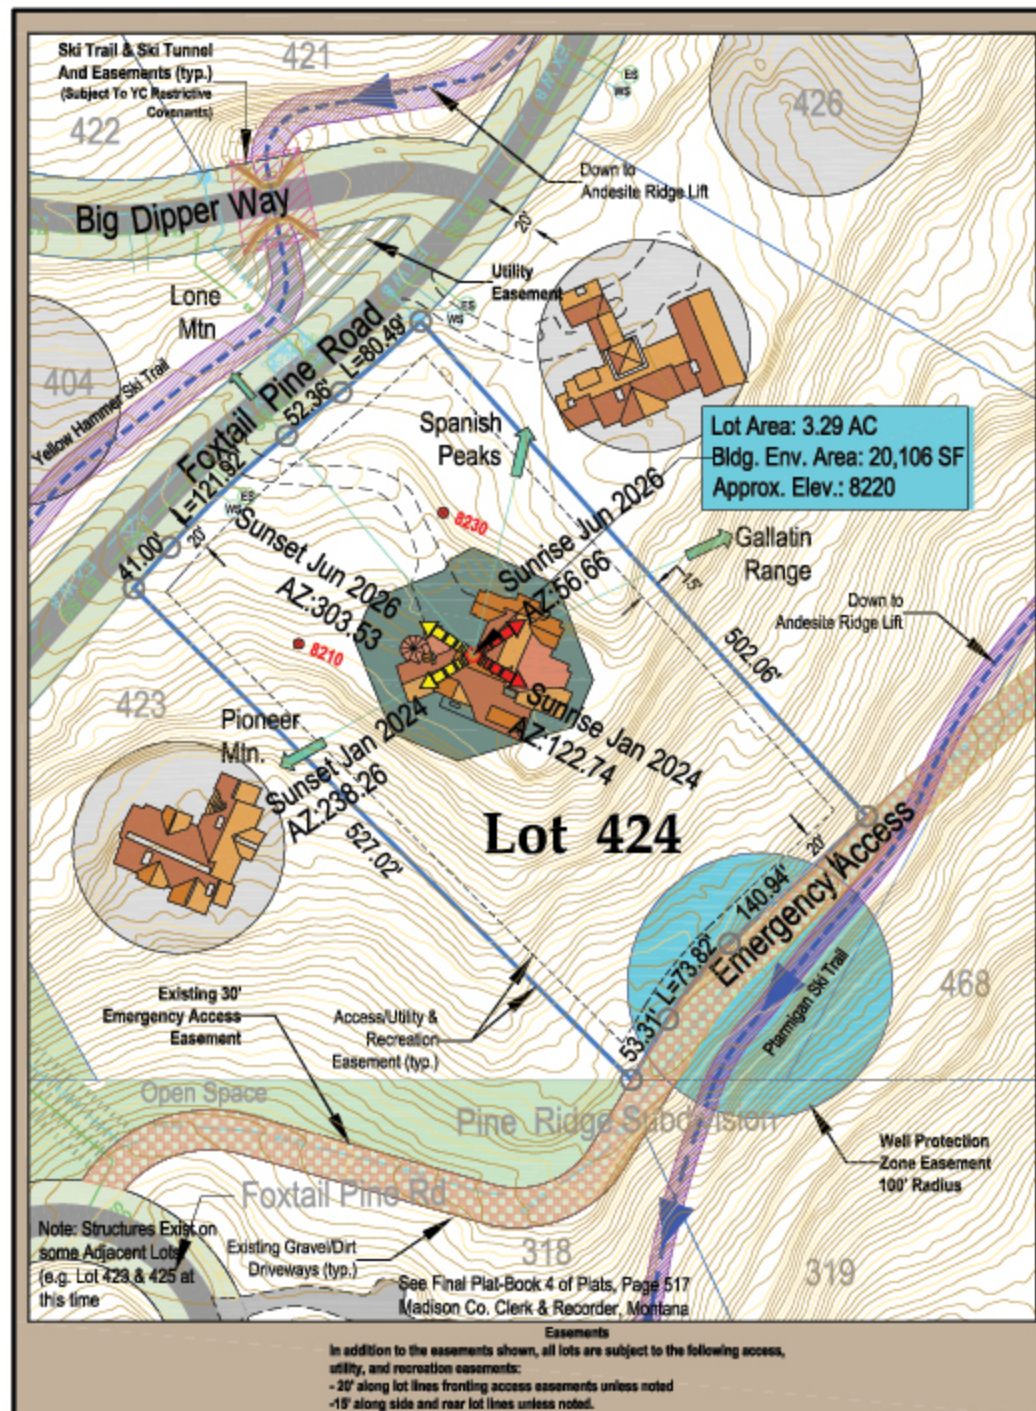 Ski Trail & Ski Tunnel
And Easements (typ.)
(Subject To YC Restrictive
Covenants)
421
422
426
ES
WS
Down to
Andesite Ridge Lift
Big Dipper Way
20'
Utility
Easement
ES
WS
Lone
Mtn
404
Yellow Hammer Ski Trail
Foxtail Pine Road
L=80.49'
52.36'
L=121.92'
41.00'
20'
ES
WS
Spanish
Peaks
Lot Area: 3.29 AC
Bldg. Env. Area: 20,106 SF
Approx. Elev.: 8220
8230
Sunset Jun 2026
AZ:303.53
Sunrise Jun 2026
AZ:56.66
Gallatin
Range
15'
Down to
Andesite Ridge Lift
8210
502.06'
423
Pioneer
Mtn.
Sunset Jan 2024
AZ:238.26
Sunrise Jan 2024
AZ:122.74
527.02'
Lot 424
20'
Emergency Access
140.94'
L=73.82'
53.31'
Ptarmigan Ski Trail
468
Existing 30'
Emergency Access
Easement
Access/Utility &
Recreation
Easement (typ.)
Open Space
Pine Ridge Subdivision
Well Protection
Zone Easement
100' Radius
Foxtail Pine Rd
Note: Structures Exist on
some Adjacent Lots
(e.g. Lot 423 & 425 at
this time
Existing Gravel/Dirt
Driveways (typ.)
318
319
See Final Plat-Book 4 of Plats, Page 517
Madison Co. Clerk & Recorder, Montana
Easements
In addition to the easements shown, all lots are subject to the following access,
utility, and recreation easements:
- 20' along lot lines fronting access easements unless noted
-15' along side and rear lot lines unless noted.